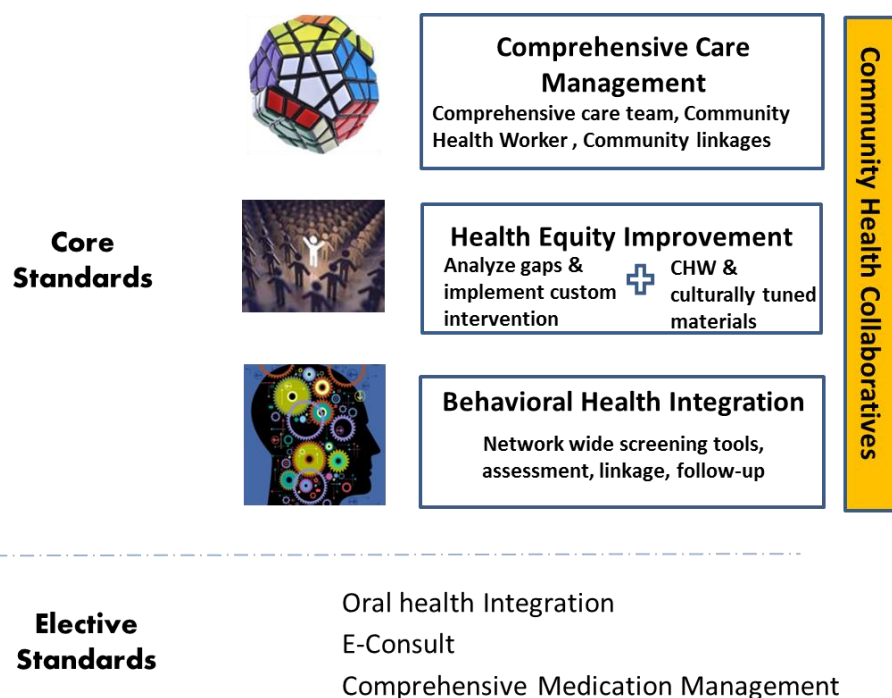 Comprehensive Care
Management
Comprehensive care team, Community
Health Worker , Community linkages
Core
Standards
Health Equity Improvement
Analyze gaps &
implement custom
intervention
CHW &
culturally tuned
materials
Behavioral Health Integration
Network wide screening tools,
assessment, linkage, follow-up
Community Health Collaboratives
Elective
Standards
Oral health Integration
E-Consult
Comprehensive Medication Management